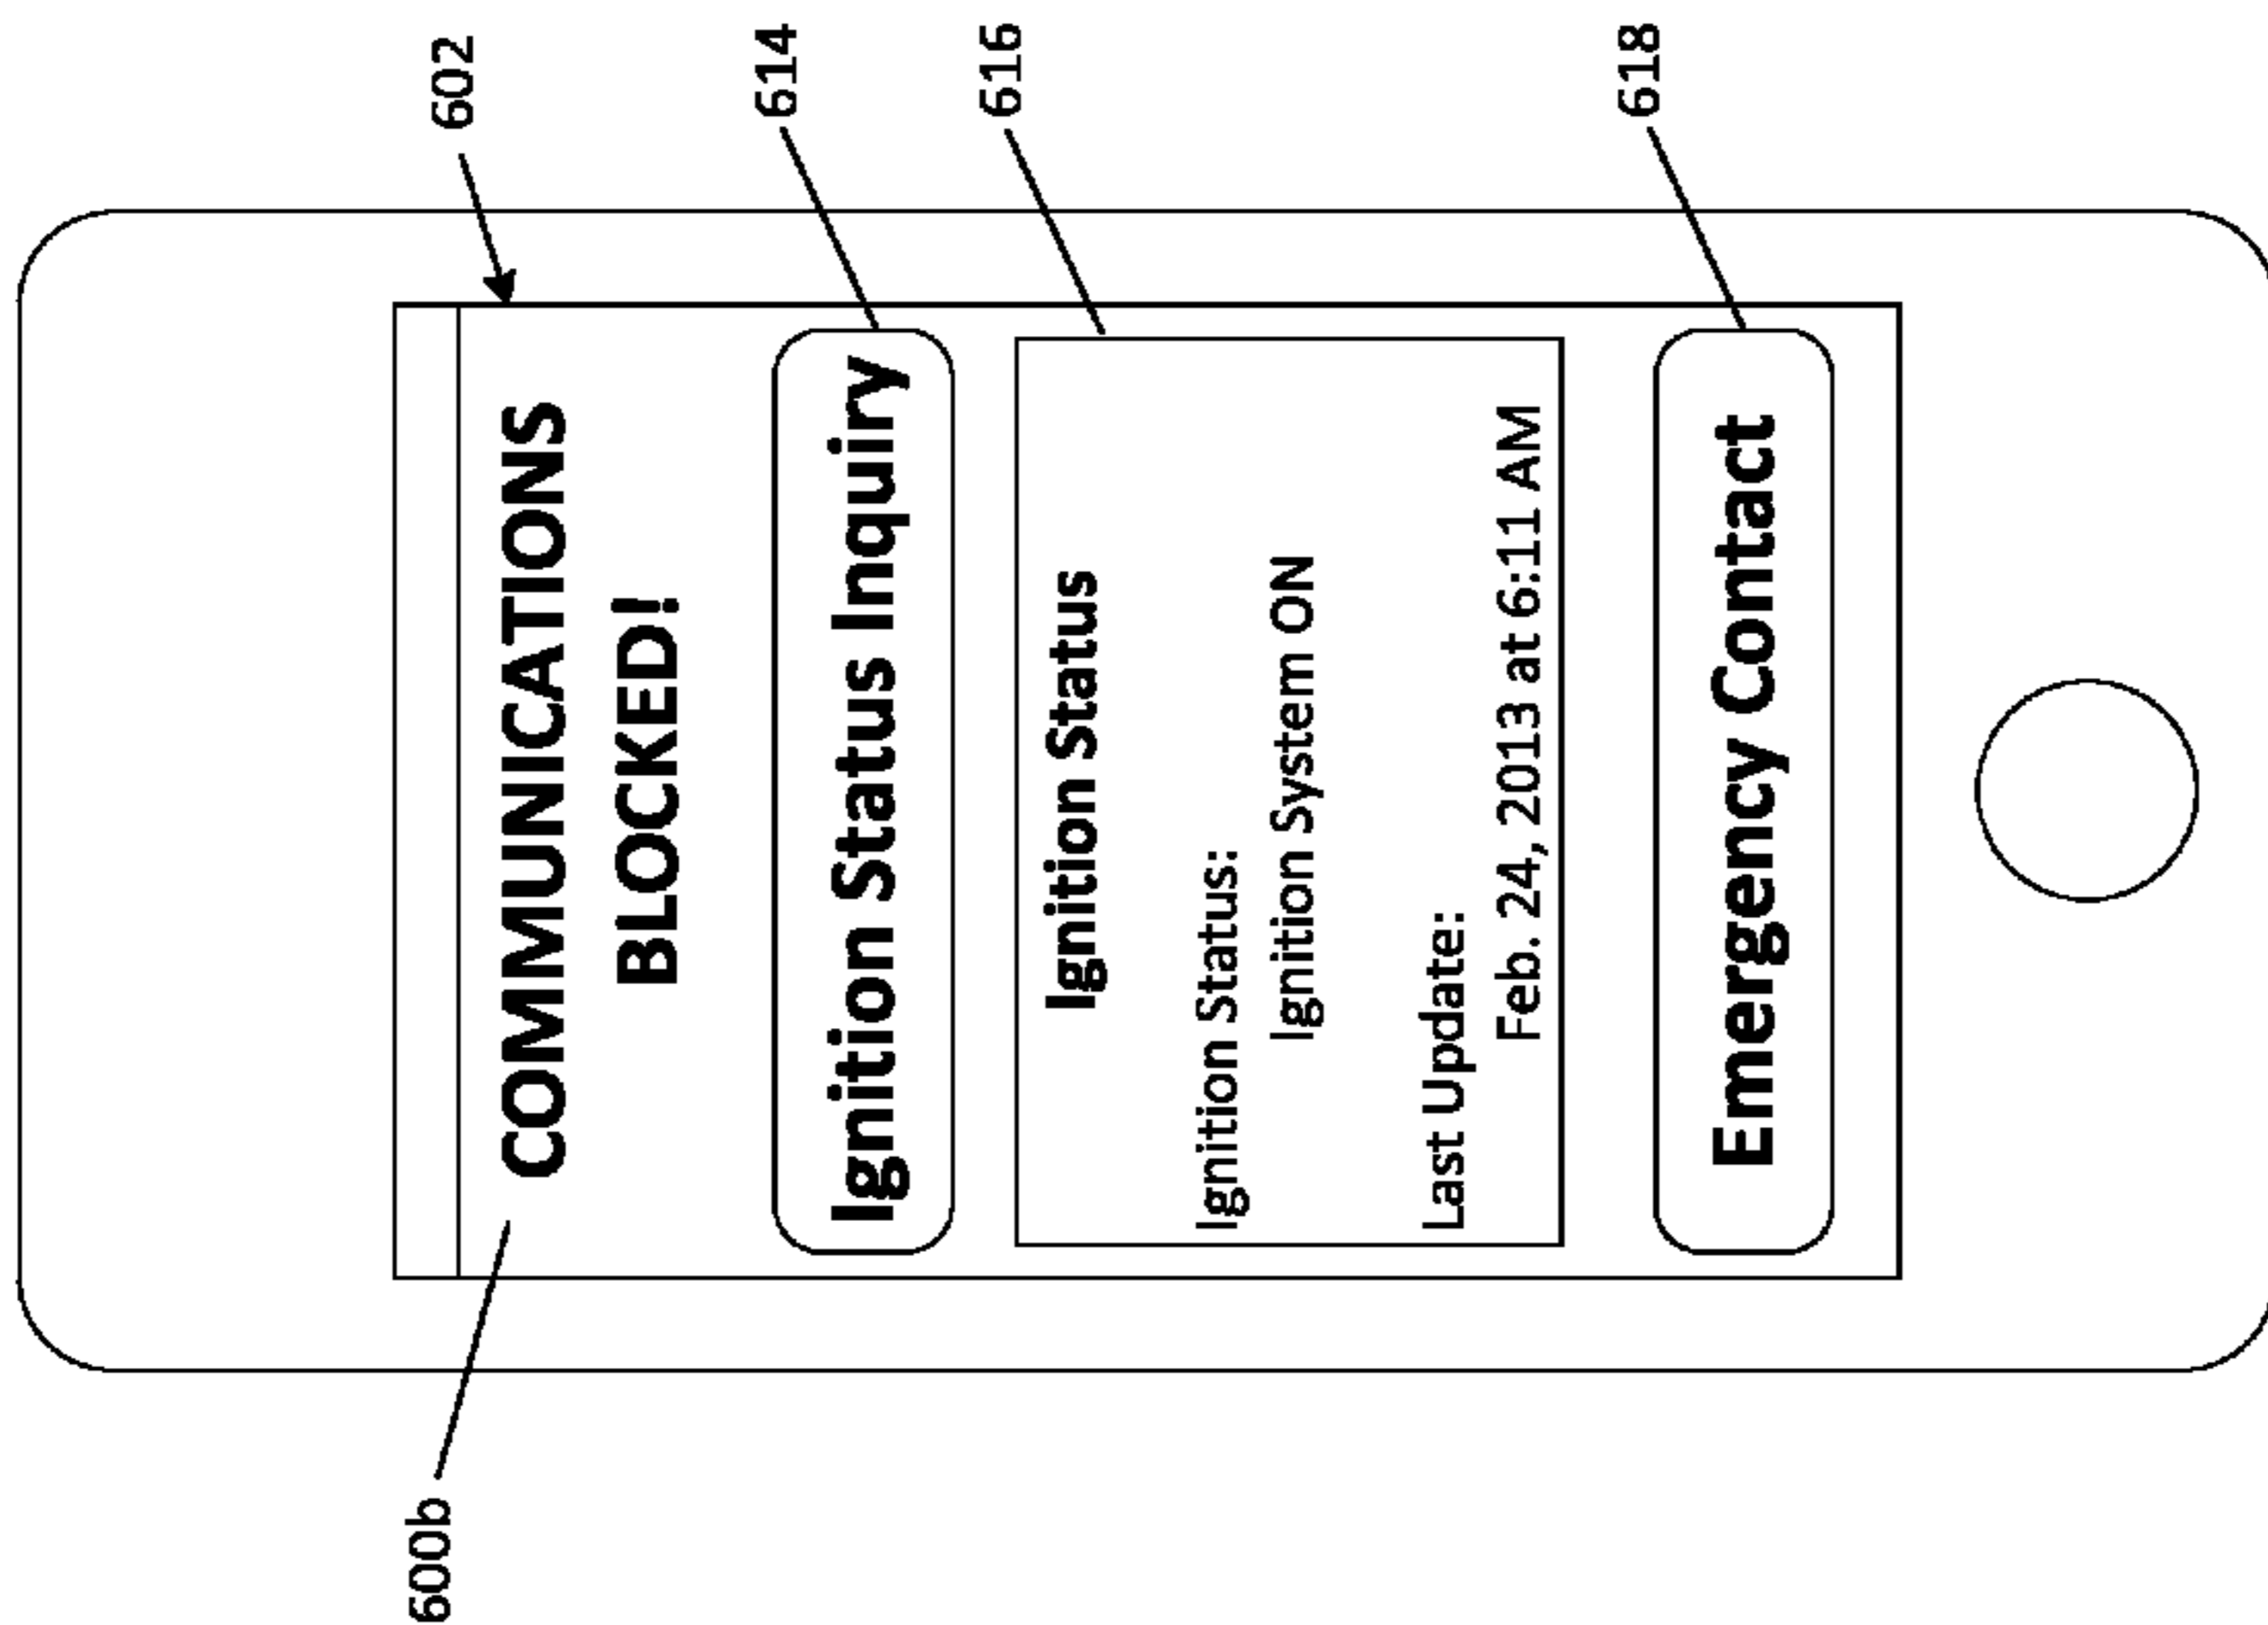 602
COMMUNICATIONS
BLOCKED!
614
Ignition Status Inquiry
616
Ignition Status
Ignition Status:
Ignition System ON
Last Update:
Feb. 24, 2013 at 6:11 AM
618
Emergency Contact
600b